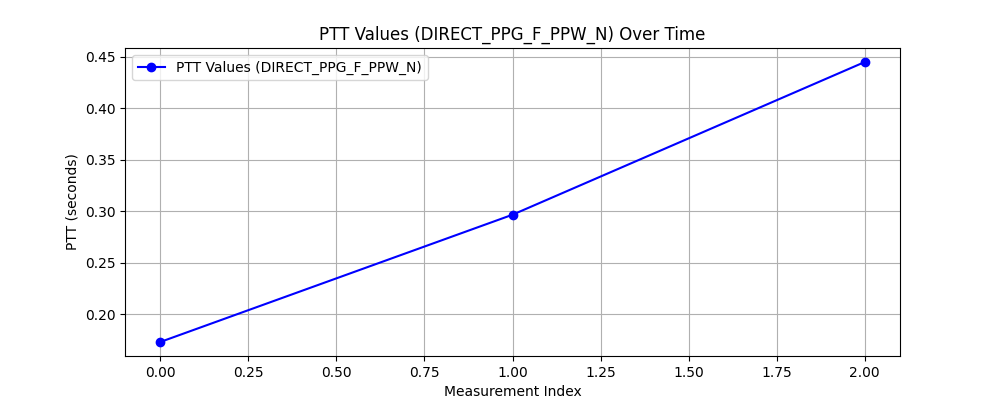 PTT Values (DIRECT_PPG_F_PPW_N) Over Time
PTT Values (DIRECT_PPG_F_PPW_N)
PTT (seconds)
0.45
0.40
0.35
0.30
0.25
0.20
0.00 0.25 0.50 0.75 1.00 1.25 1.50 1.75 2.00
Measurement Index